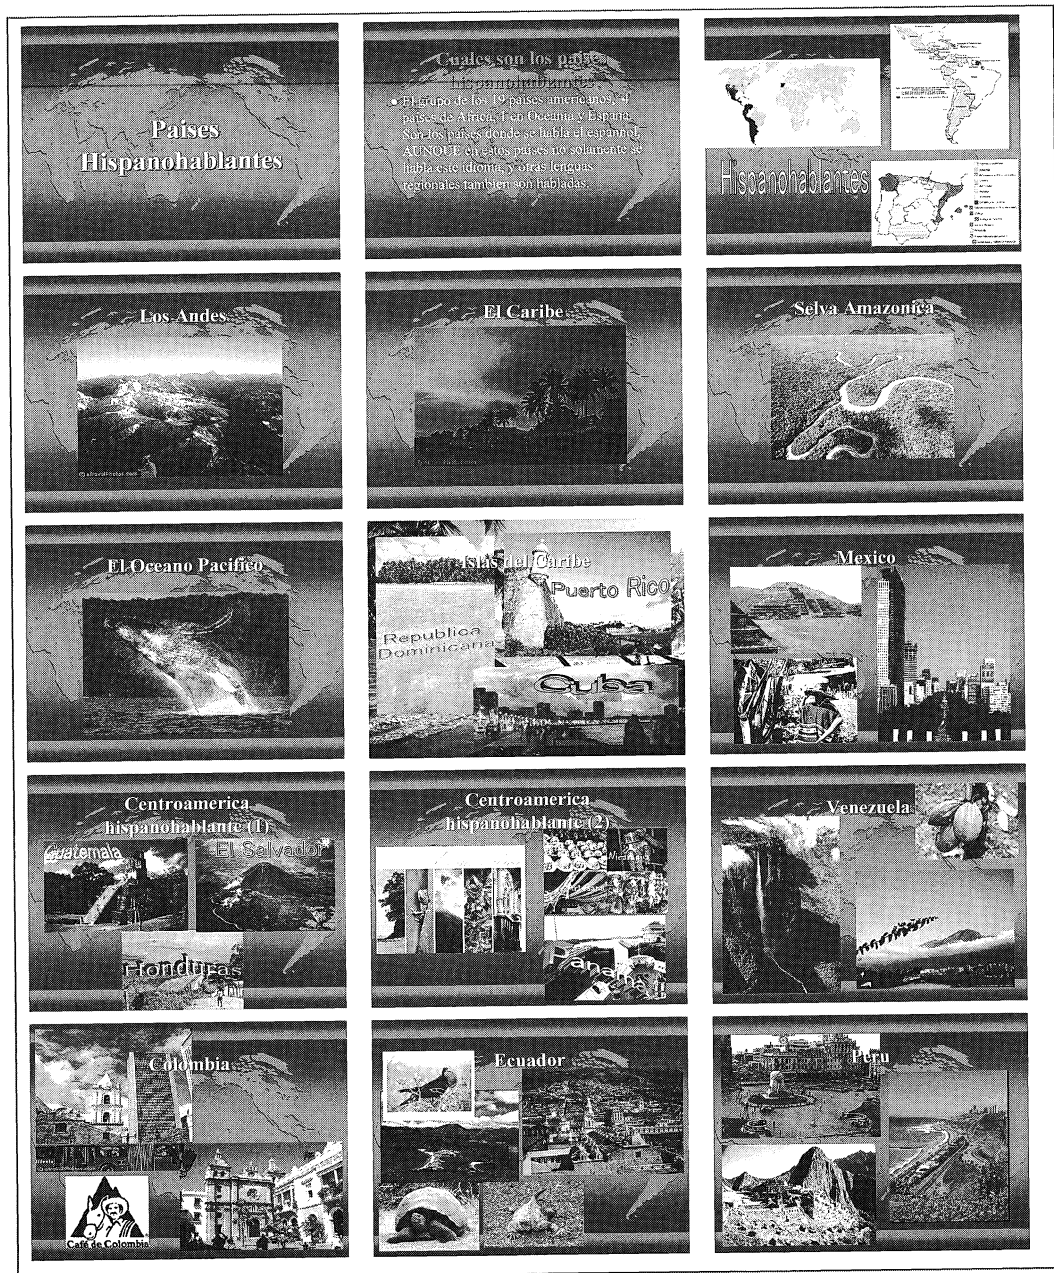 Paises
Hispanohablantes
Cuales son los paises
hispanohablantes
• El grupo de los 19 paises americanos, 4
paises de Africa, 1 en Oceania y España.
Son los paises donde se habla el espannol,
AUNQUE en estos paises no solamente se
habla este idioma, y otras lenguas
regionales tambien son habladas.
Hispanohablantes
Los Andes
El Caribe
Selva Amazonica
El Oceano Pacifico
Islas del Caribe
Puerto Rico
Republica
Dominicana
Cuba
Mexico
Centroamerica
hispanohablante (1)
Guatemala
El Salvador
Honduras
Centroamerica
hispanohablante (2)
Nicaragua
Panama
Venezuela
Colombia
Café de Colombia
Ecuador
Peru